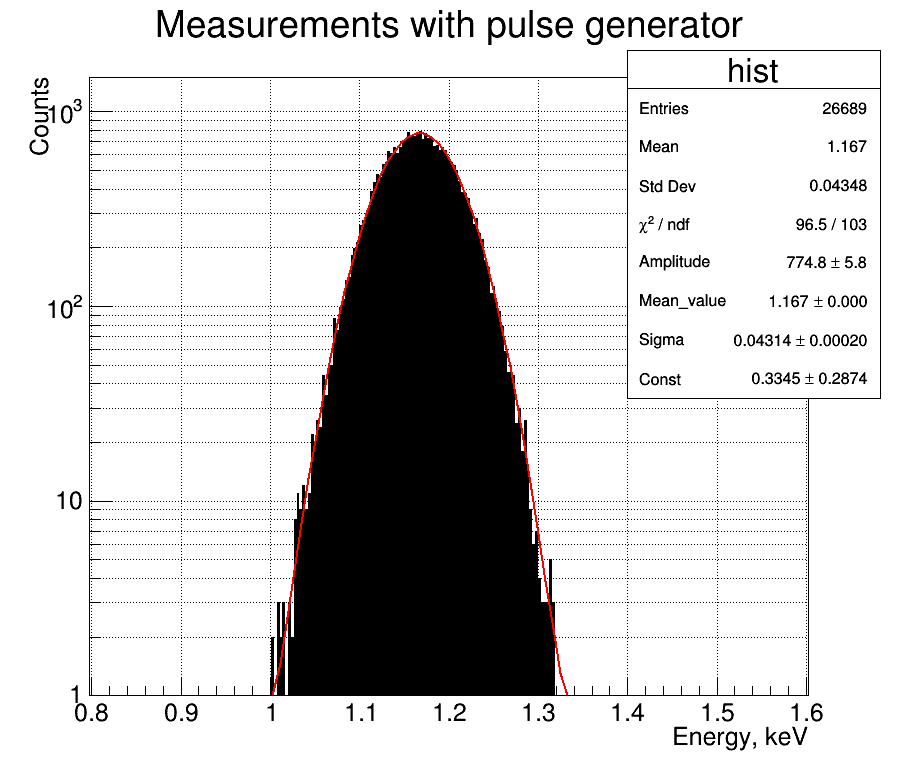 Measurements with pulse generator
hist
Entries 26689
Mean 1.167
Std Dev 0.04348
χ² / ndf 96.5 / 103
Amplitude 774.8 ± 5.8
Mean_value 1.167 ± 0.000
Sigma 0.04314 ± 0.00020
Const 0.3345 ± 0.2874
Counts
10³
10²
10
1
0.8 0.9 1 1.1 1.2 1.3 1.4 1.5 1.6
Energy, keV